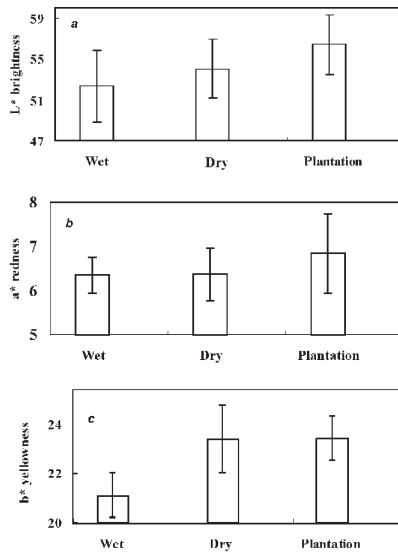 a
L* brightness
59
55
51
47
Wet Dry Plantation
b
a* redness
8
7
6
5
Wet Dry Plantation
c
b* yellowness
24
22
20
Wet Dry Plantation